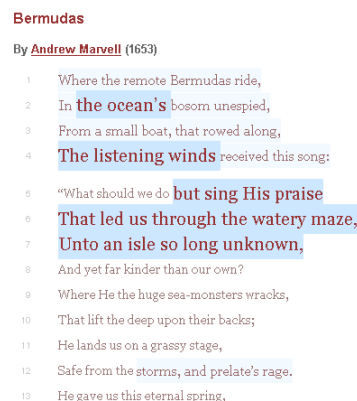 Bermudas
By Andrew Marvell (1653)
1 Where the remote Bermudas ride,
2 In the ocean’s bosom unespied,
3 From a small boat, that rowed along,
4 The listening winds received this song:
5 “What should we do but sing His praise
6 That led us through the watery maze,
7 Unto an isle so long unknown,
8 And yet far kinder than our own?
9 Where He the huge sea-monsters wracks,
10 That lift the deep upon their backs;
11 He lands us on a grassy stage,
12 Safe from the storms, and prelate’s rage.
13 He gave us this eternal spring,